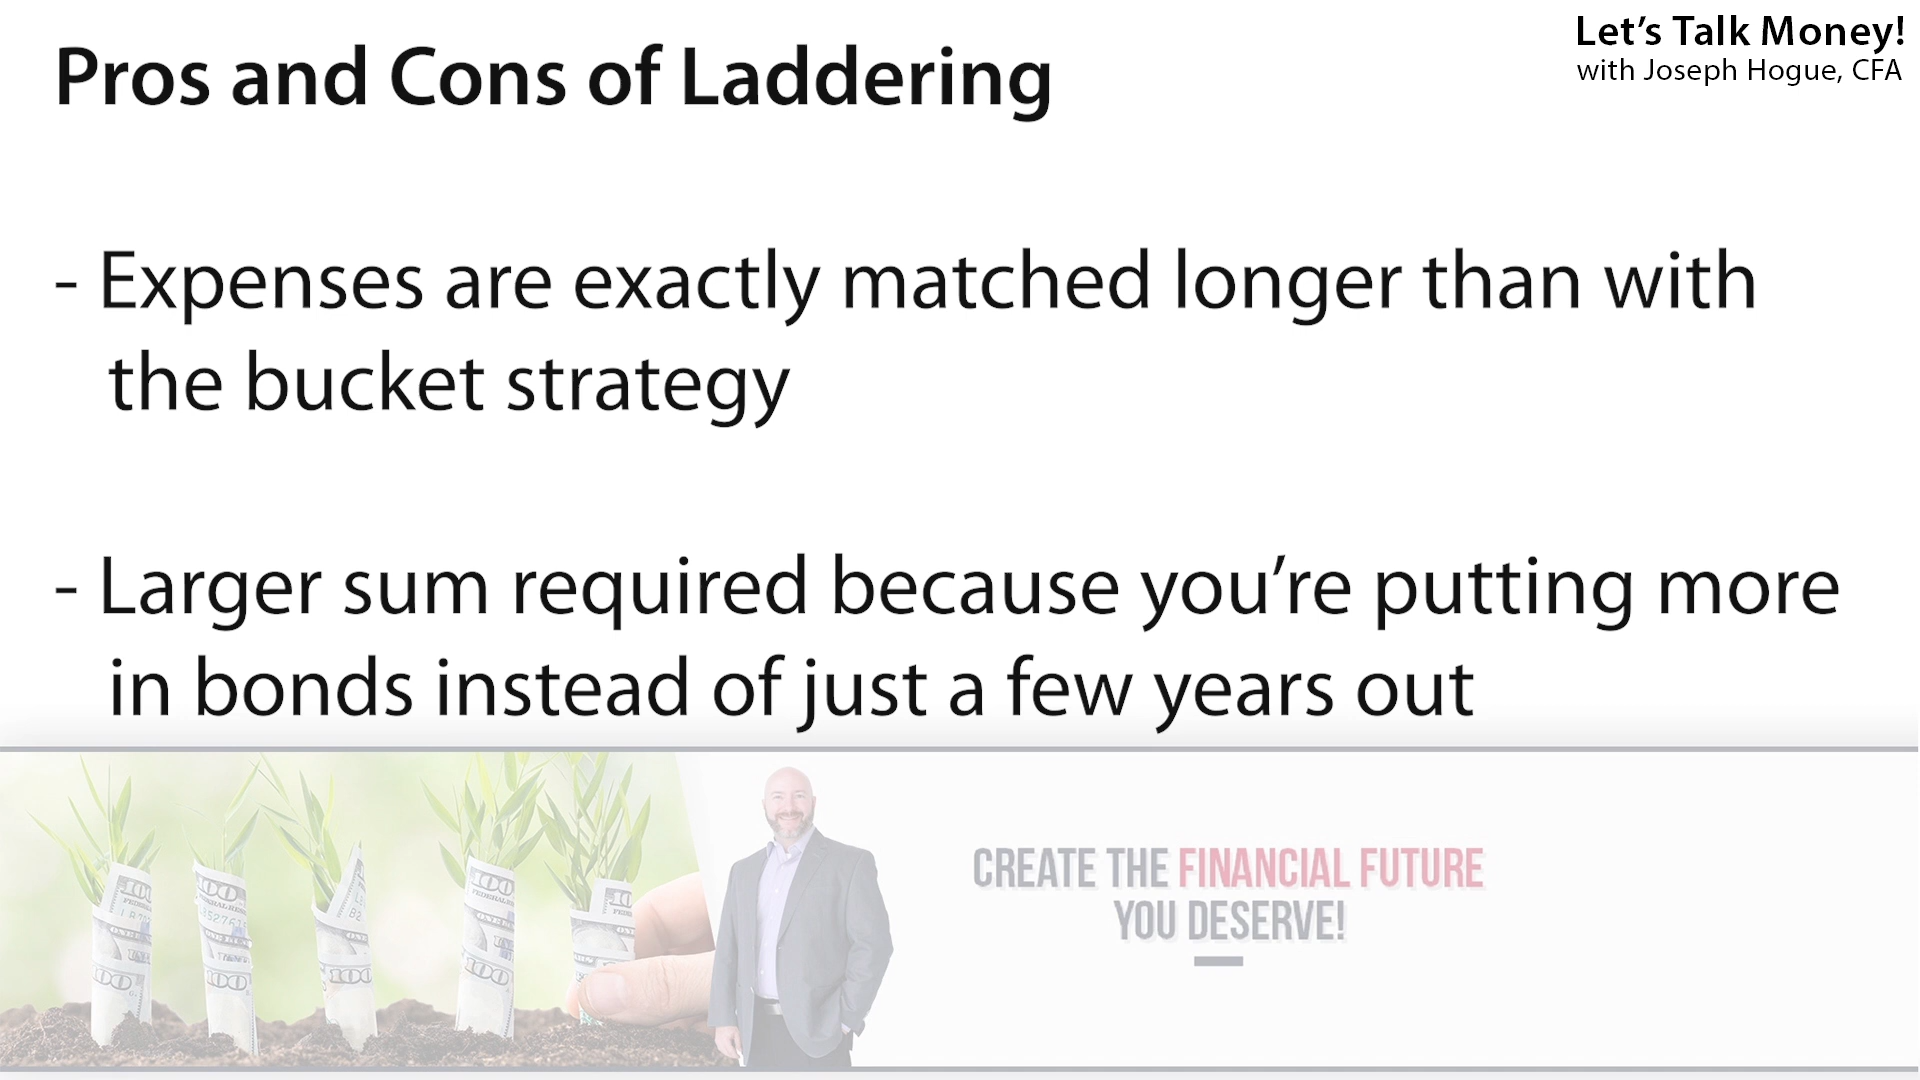 Pros and Cons of Laddering
Let's Talk Money!
with Joseph Hogue, CFA
- Expenses are exactly matched longer than with
the bucket strategy
- Larger sum required because you're putting more
in bonds instead of just a few years out
CREATE THE FINANCIAL FUTURE
YOU DESERVE!